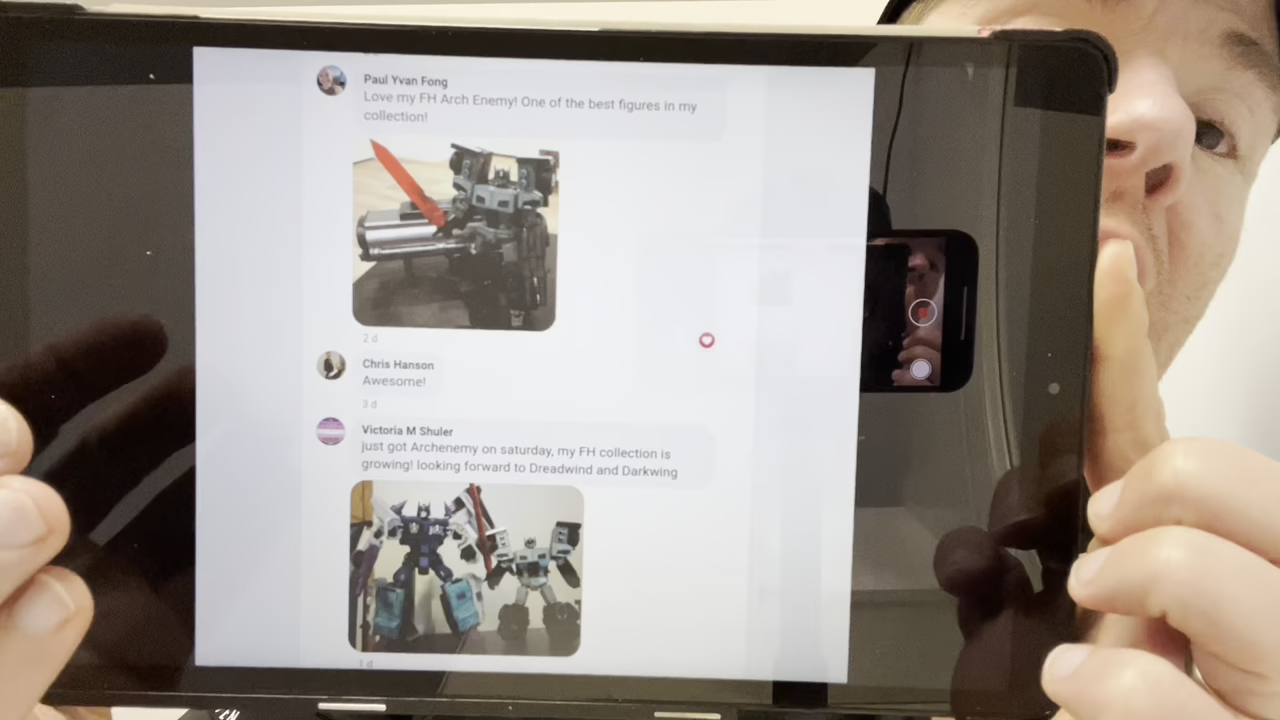 Paul Yvan Fong
Love my FH Arch Enemy! One of the best figures in my
collection!
2 d
Chris Hanson
Awesome!
3 d
Victoria M Shuler
just got Archenemy on saturday, my FH collection is
growing! looking forward to Dreadwind and Darkwing
1 d